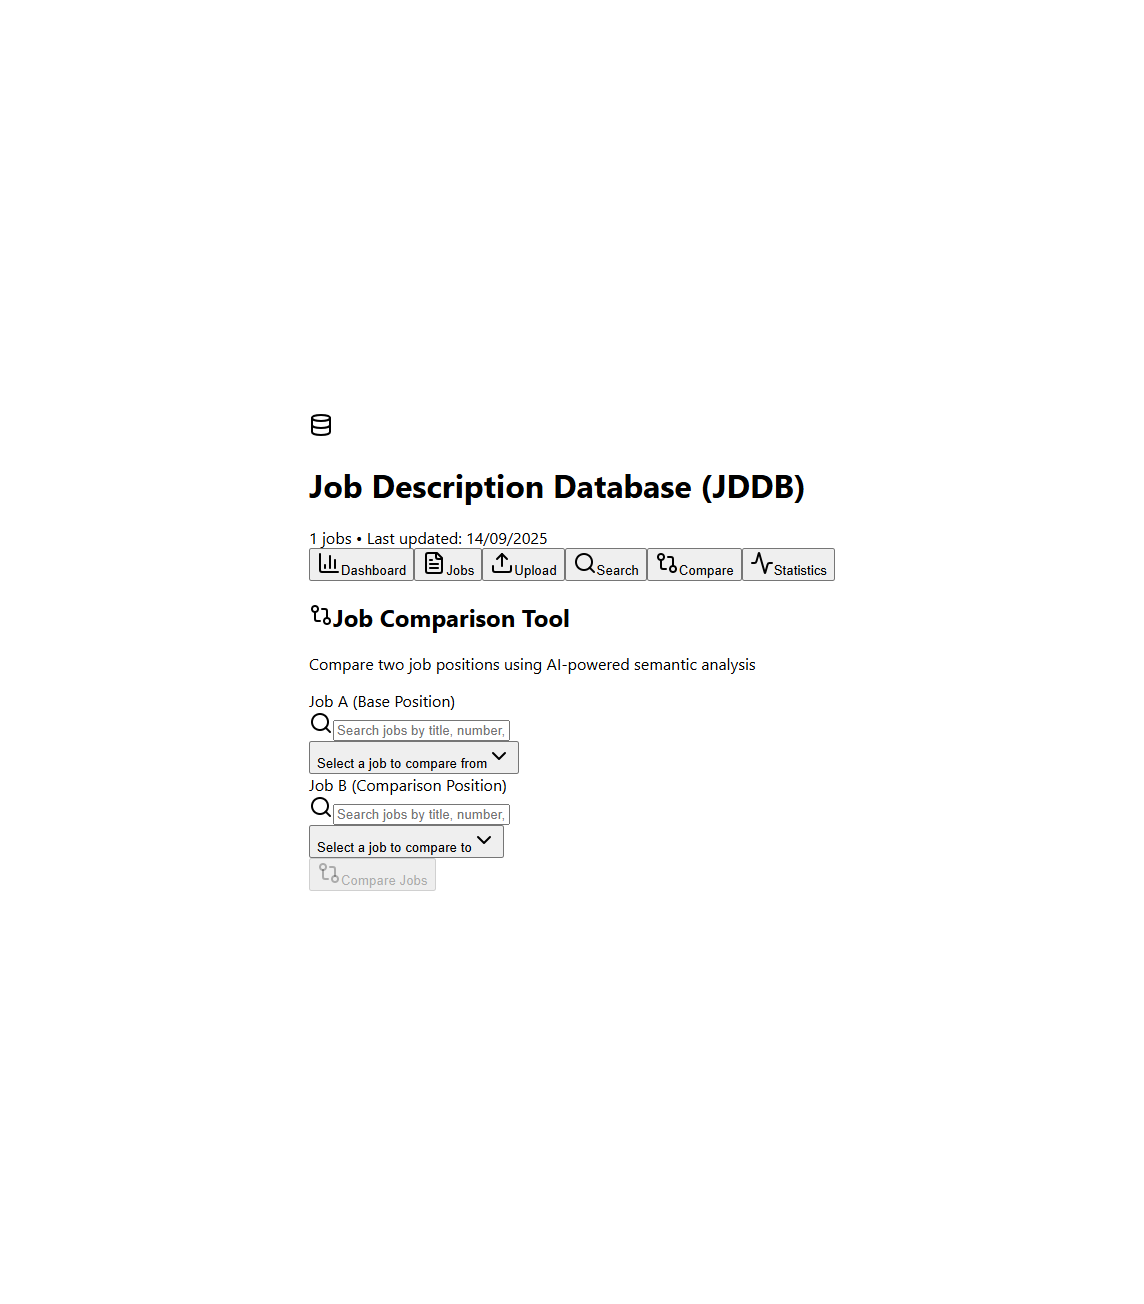 Job Description Database (JDDB)
1 jobs • Last updated: 14/09/2025
Dashboard Jobs Upload Search Compare Statistics
Job Comparison Tool
Compare two job positions using AI-powered semantic analysis
Job A (Base Position)
Search jobs by title, number,
Select a job to compare from
Job B (Comparison Position)
Search jobs by title, number,
Select a job to compare to
Compare Jobs